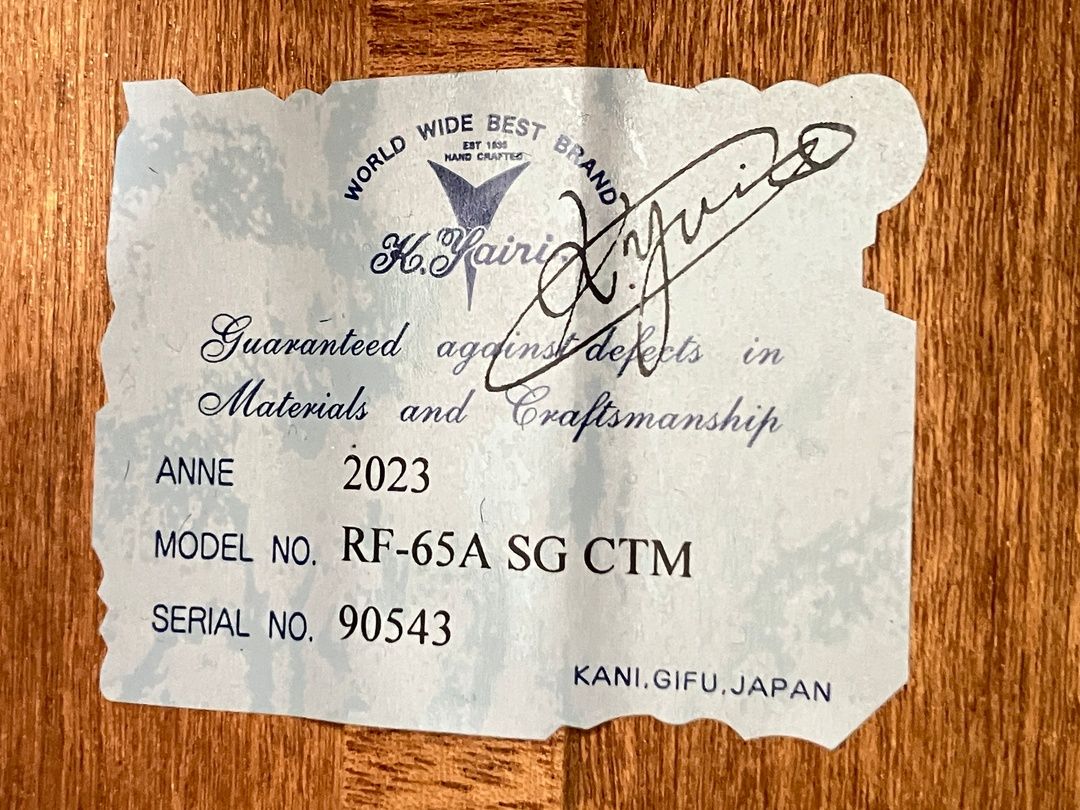 WORLD WIDE BEST BRAND
EST 1935
HAND CRAFTED
K.Yairi.
K.Yairi
Guaranteed against defects in
Materials and Craftsmanship
ANNE 2023
MODEL NO. RF-65A SG CTM
SERIAL NO. 90543
KANI.GIFU.JAPAN